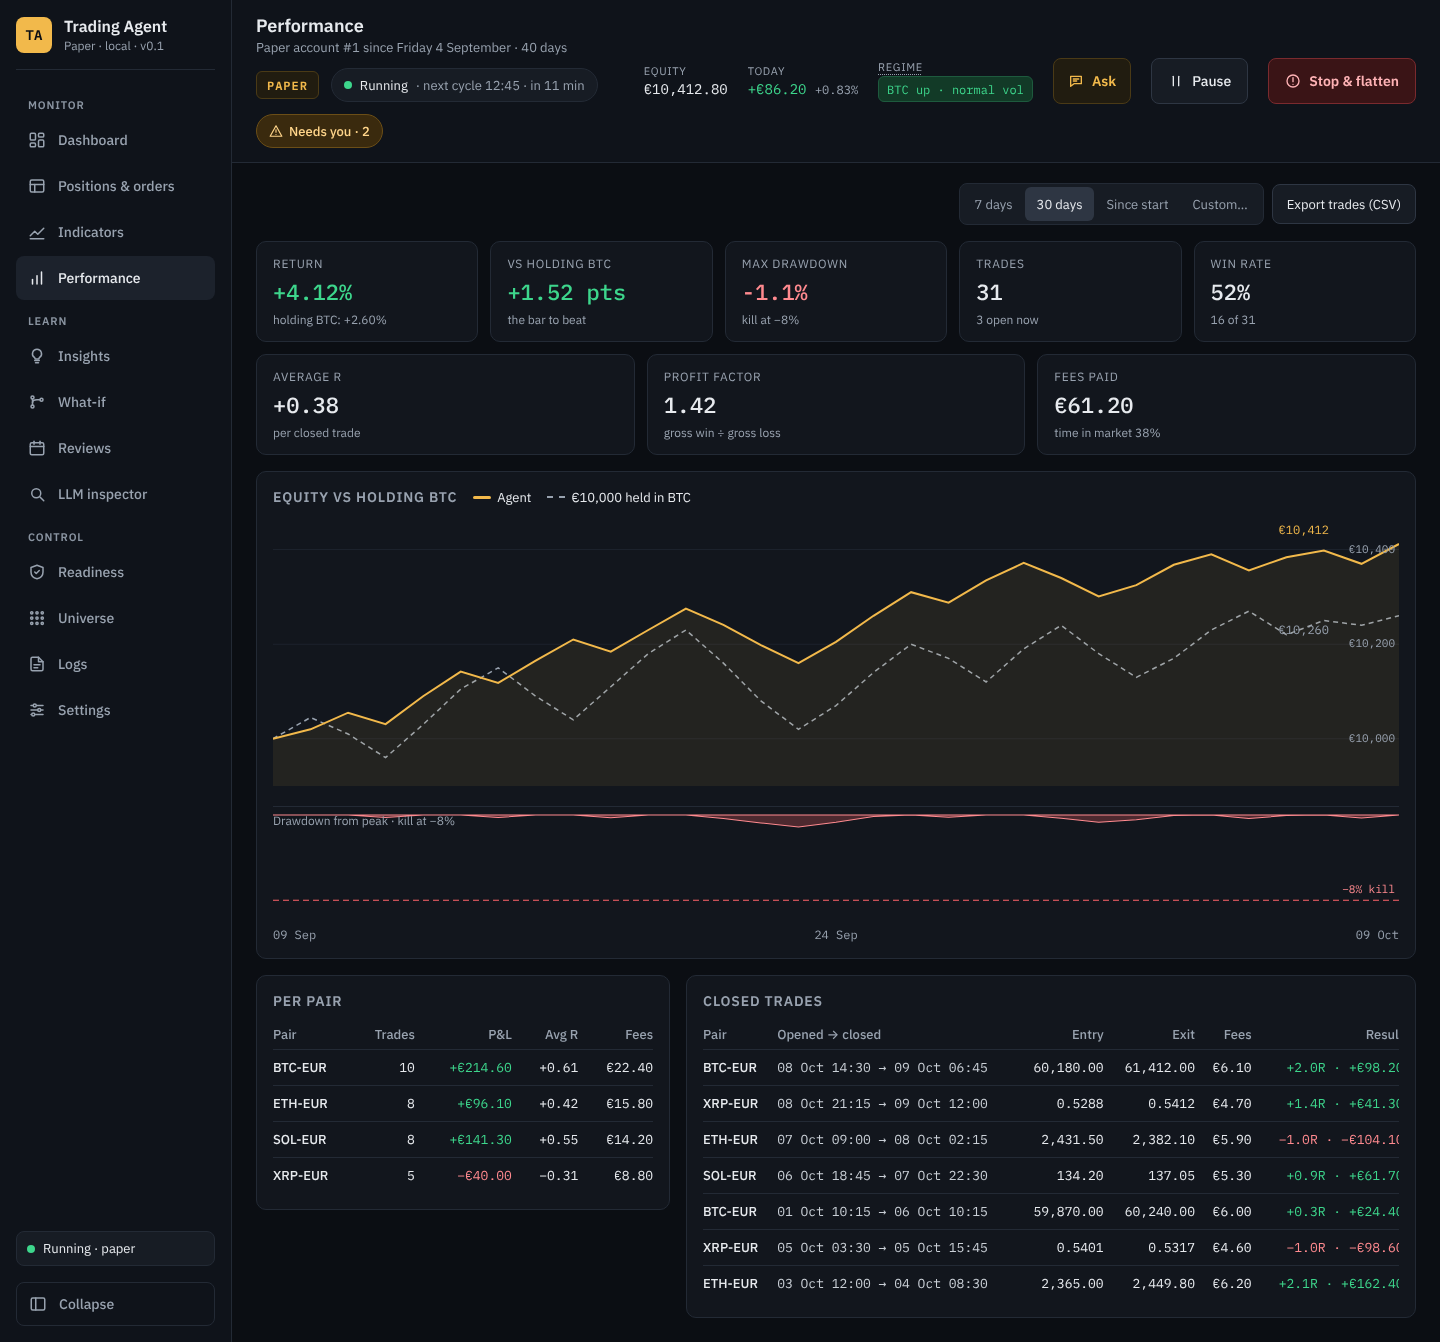 TA
Trading Agent
Paper · local · v0.1
MONITOR
Dashboard
Positions & orders
Indicators
Performance
LEARN
Insights
What-if
Reviews
LLM inspector
CONTROL
Readiness
Universe
Logs
Settings
Running · paper
Collapse
Performance
Paper account #1 since Friday 4 September · 40 days
PAPER
Running · next cycle 12:45 · in 11 min
EQUITY
€10,412.80
TODAY
+€86.20 +0.83%
REGIME
BTC up · normal vol
Ask
Pause
Stop & flatten
Needs you · 2
7 days 30 days Since start Custom…
Export trades (CSV)
RETURN
+4.12%
holding BTC: +2.60%
VS HOLDING BTC
+1.52 pts
the bar to beat
MAX DRAWDOWN
-1.1%
kill at −8%
TRADES
31
3 open now
WIN RATE
52%
16 of 31
AVERAGE R
+0.38
per closed trade
PROFIT FACTOR
1.42
gross win ÷ gross loss
FEES PAID
€61.20
time in market 38%
EQUITY VS HOLDING BTC Agent €10,000 held in BTC
€10,412
€10,400
€10,260
€10,200
€10,000
Drawdown from peak · kill at −8%
−8% kill
09 Sep 24 Sep 09 Oct
PER PAIR
Pair Trades P&L Avg R Fees
BTC-EUR 10 +€214.60 +0.61 €22.40
ETH-EUR 8 +€96.10 +0.42 €15.80
SOL-EUR 8 +€141.30 +0.55 €14.20
XRP-EUR 5 −€40.00 −0.31 €8.80
CLOSED TRADES
Pair Opened → closed Entry Exit Fees Resul
BTC-EUR 08 Oct 14:30 → 09 Oct 06:45 60,180.00 61,412.00 €6.10 +2.0R · +€98.20
XRP-EUR 08 Oct 21:15 → 09 Oct 12:00 0.5288 0.5412 €4.70 +1.4R · +€41.30
ETH-EUR 07 Oct 09:00 → 08 Oct 02:15 2,431.50 2,382.10 €5.90 −1.0R · −€104.10
SOL-EUR 06 Oct 18:45 → 07 Oct 22:30 134.20 137.05 €5.30 +0.9R · +€61.70
BTC-EUR 01 Oct 10:15 → 06 Oct 10:15 59,870.00 60,240.00 €6.00 +0.3R · +€24.40
XRP-EUR 05 Oct 03:30 → 05 Oct 15:45 0.5401 0.5317 €4.60 −1.0R · −€98.60
ETH-EUR 03 Oct 12:00 → 04 Oct 08:30 2,365.00 2,449.80 €6.20 +2.1R · +€162.40